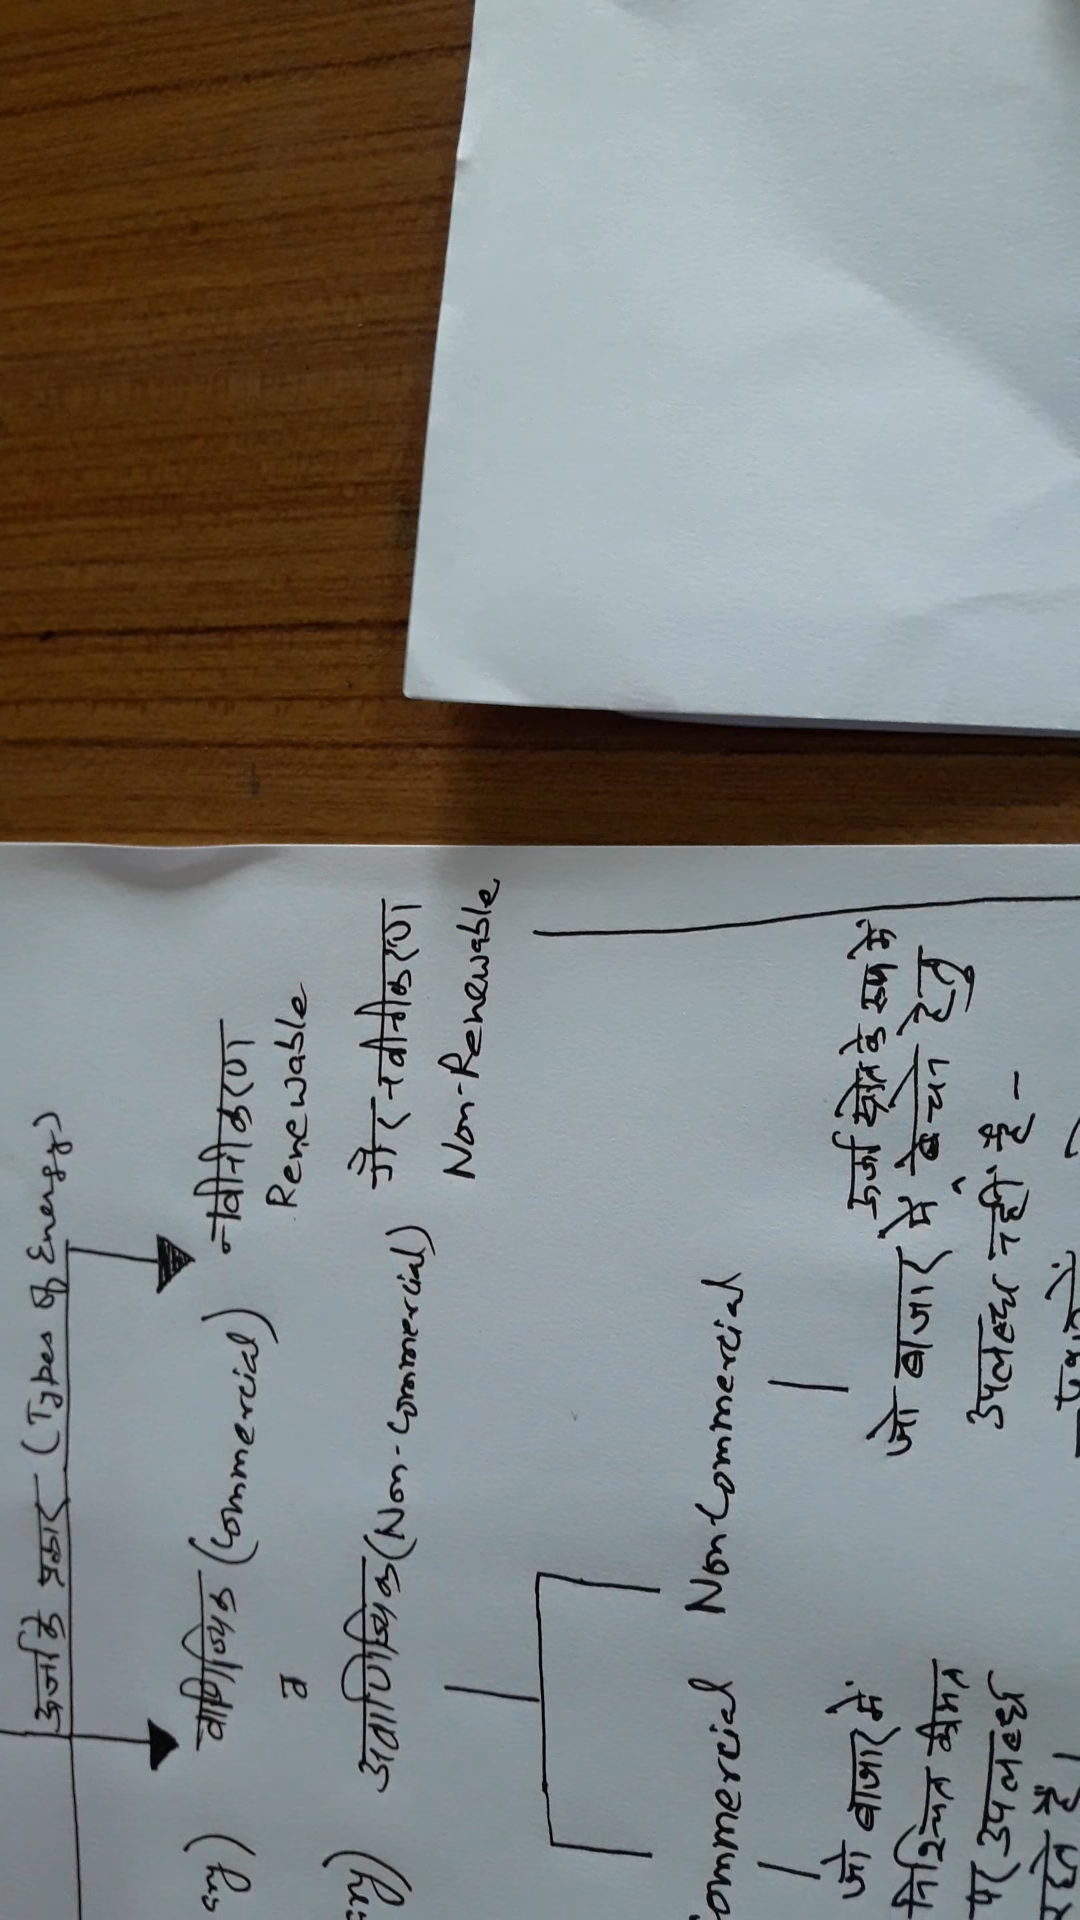 ऊर्जा के प्रकार (Types of Energy)
वाणिज्यिक (Commercial)
व
अवाणिज्यिक (Non-Commercial)
नवीनीकरण
Renewable
गैर-नवीनीकरण
Non-Renewable
ommercial
जो बाजार में
निश्चित कीमत
पर उपलब्ध
रहते हैं।
Non Commercial
ऊर्जा स्रोत के रूप में
जो बाजार में बेचने हेतु
उपलब्ध नहीं हैं -